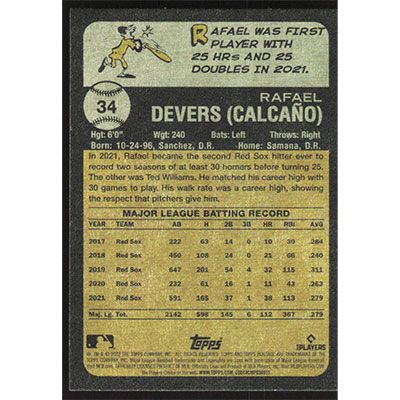 RAFAEL WAS FIRST
PLAYER WITH
25 HRS AND 25
DOUBLES IN 2021.
34
RAFAEL
DEVERS (CALCAÑO)
Hgt: 6'0" Wgt: 240 Bats: Left Throws: Right
Born: 10-24-96, Sanchez, D.R. Home: Samana, D.R.
In 2021, Rafael became the second Red Sox hitter ever to
record two seasons of at least 30 homers before turning 25.
The other was Ted Williams. He matched his career high with
30 games to play. His walk rate was a career high, showing
the respect that pitchers give him.
MAJOR LEAGUE BATTING RECORD
YEAR TEAM AB H 2B 3B HR RBI AVG
2017 Red Sox 222 63 14 0 10 30 .284
2018 Red Sox 450 108 24 0 21 66 .240
2019 Red Sox 647 201 54 4 32 115 .311
2020 Red Sox 232 61 16 1 11 43 .263
2021 Red Sox 591 165 37 1 38 113 .279
Maj. Lg. Tot. 2142 598 145 6 112 367 .279
Topps
PLAYERS